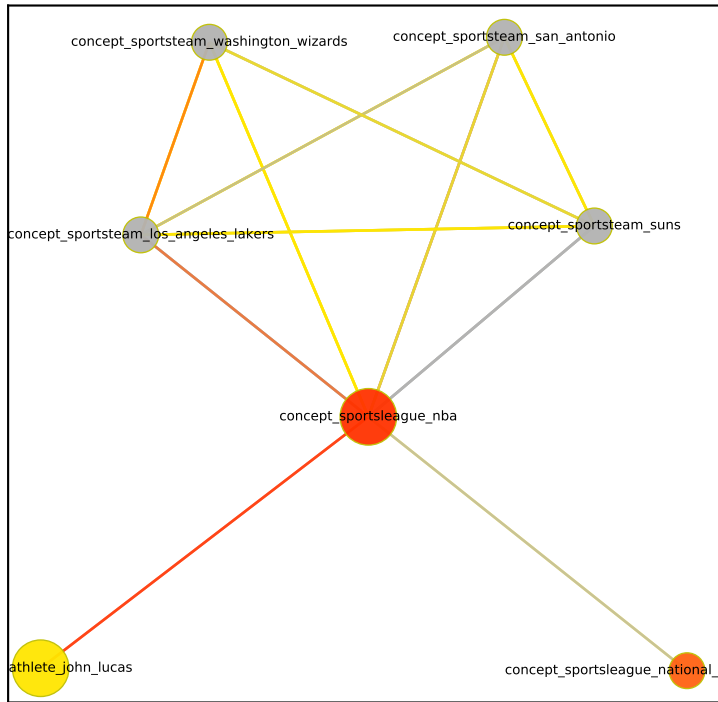 concept_sportsteam_san_antonio
concept_sportsteam_washington_wizards
concept_sportsteam_suns
concept_sportsteam_los_angeles_lakers
concept_sportsleague_nba
athlete_john_lucas
concept_sportsleague_national_